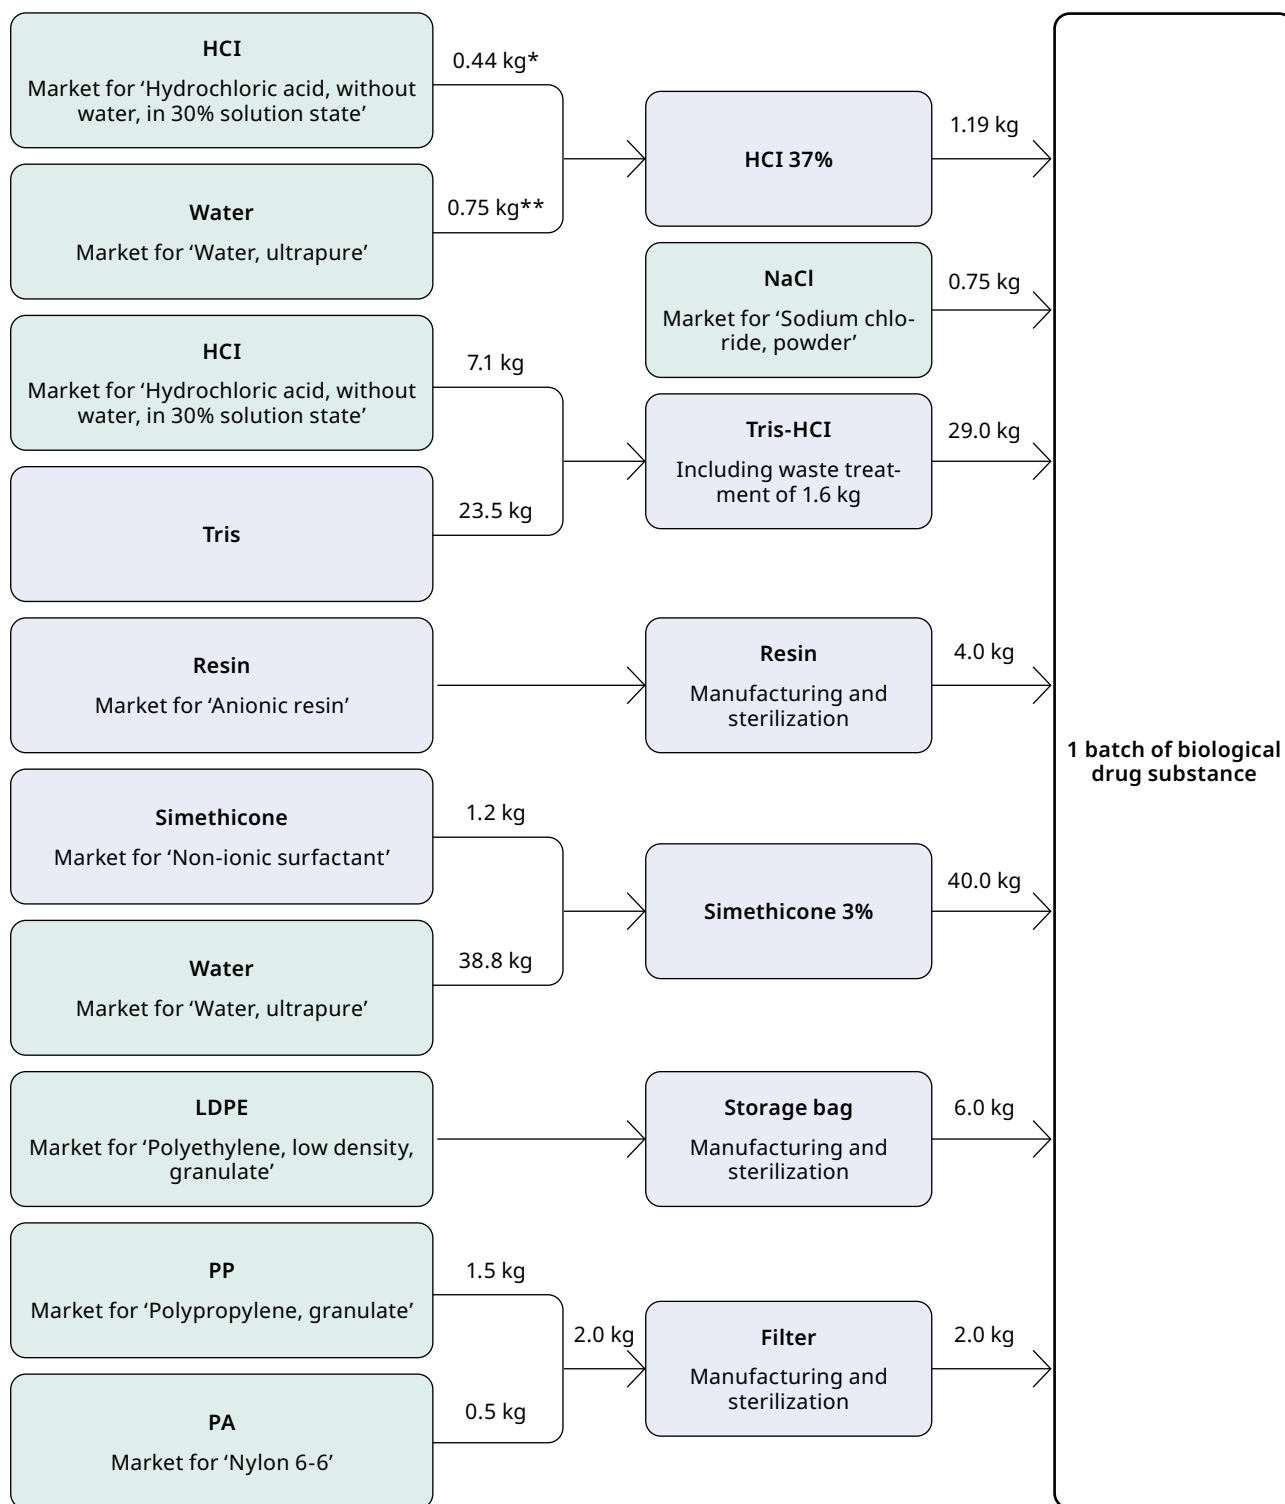 HCl
Market for ‘Hydrochloric acid, without
water, in 30% solution state’
0.44 kg*
Water
Market for ‘Water, ultrapure’
0.75 kg**
HCl 37%
1.19 kg
NaCl
Market for ‘Sodium chlo-
ride, powder’
0.75 kg
HCl
Market for ‘Hydrochloric acid, without
water, in 30% solution state’
7.1 kg
Tris
23.5 kg
Tris-HCl
Including waste treat-
ment of 1.6 kg
29.0 kg
Resin
Market for ‘Anionic resin’
Resin
Manufacturing and
sterilization
4.0 kg
Simethicone
Market for ‘Non-ionic surfactant’
1.2 kg
Water
Market for ‘Water, ultrapure’
38.8 kg
Simethicone 3%
40.0 kg
LDPE
Market for ‘Polyethylene, low density,
granulate’
Storage bag
Manufacturing and
sterilization
6.0 kg
PP
Market for ‘Polypropylene, granulate’
1.5 kg
PA
Market for ‘Nylon 6-6’
0.5 kg
2.0 kg
Filter
Manufacturing and
sterilization
2.0 kg
1 batch of biological
drug substance